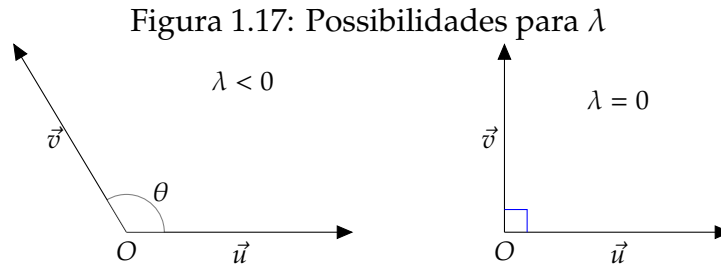 Figura 1.17: Possibilidades para λ
λ < 0
λ = 0
v⃗
v⃗
θ
O
u⃗
O
u⃗